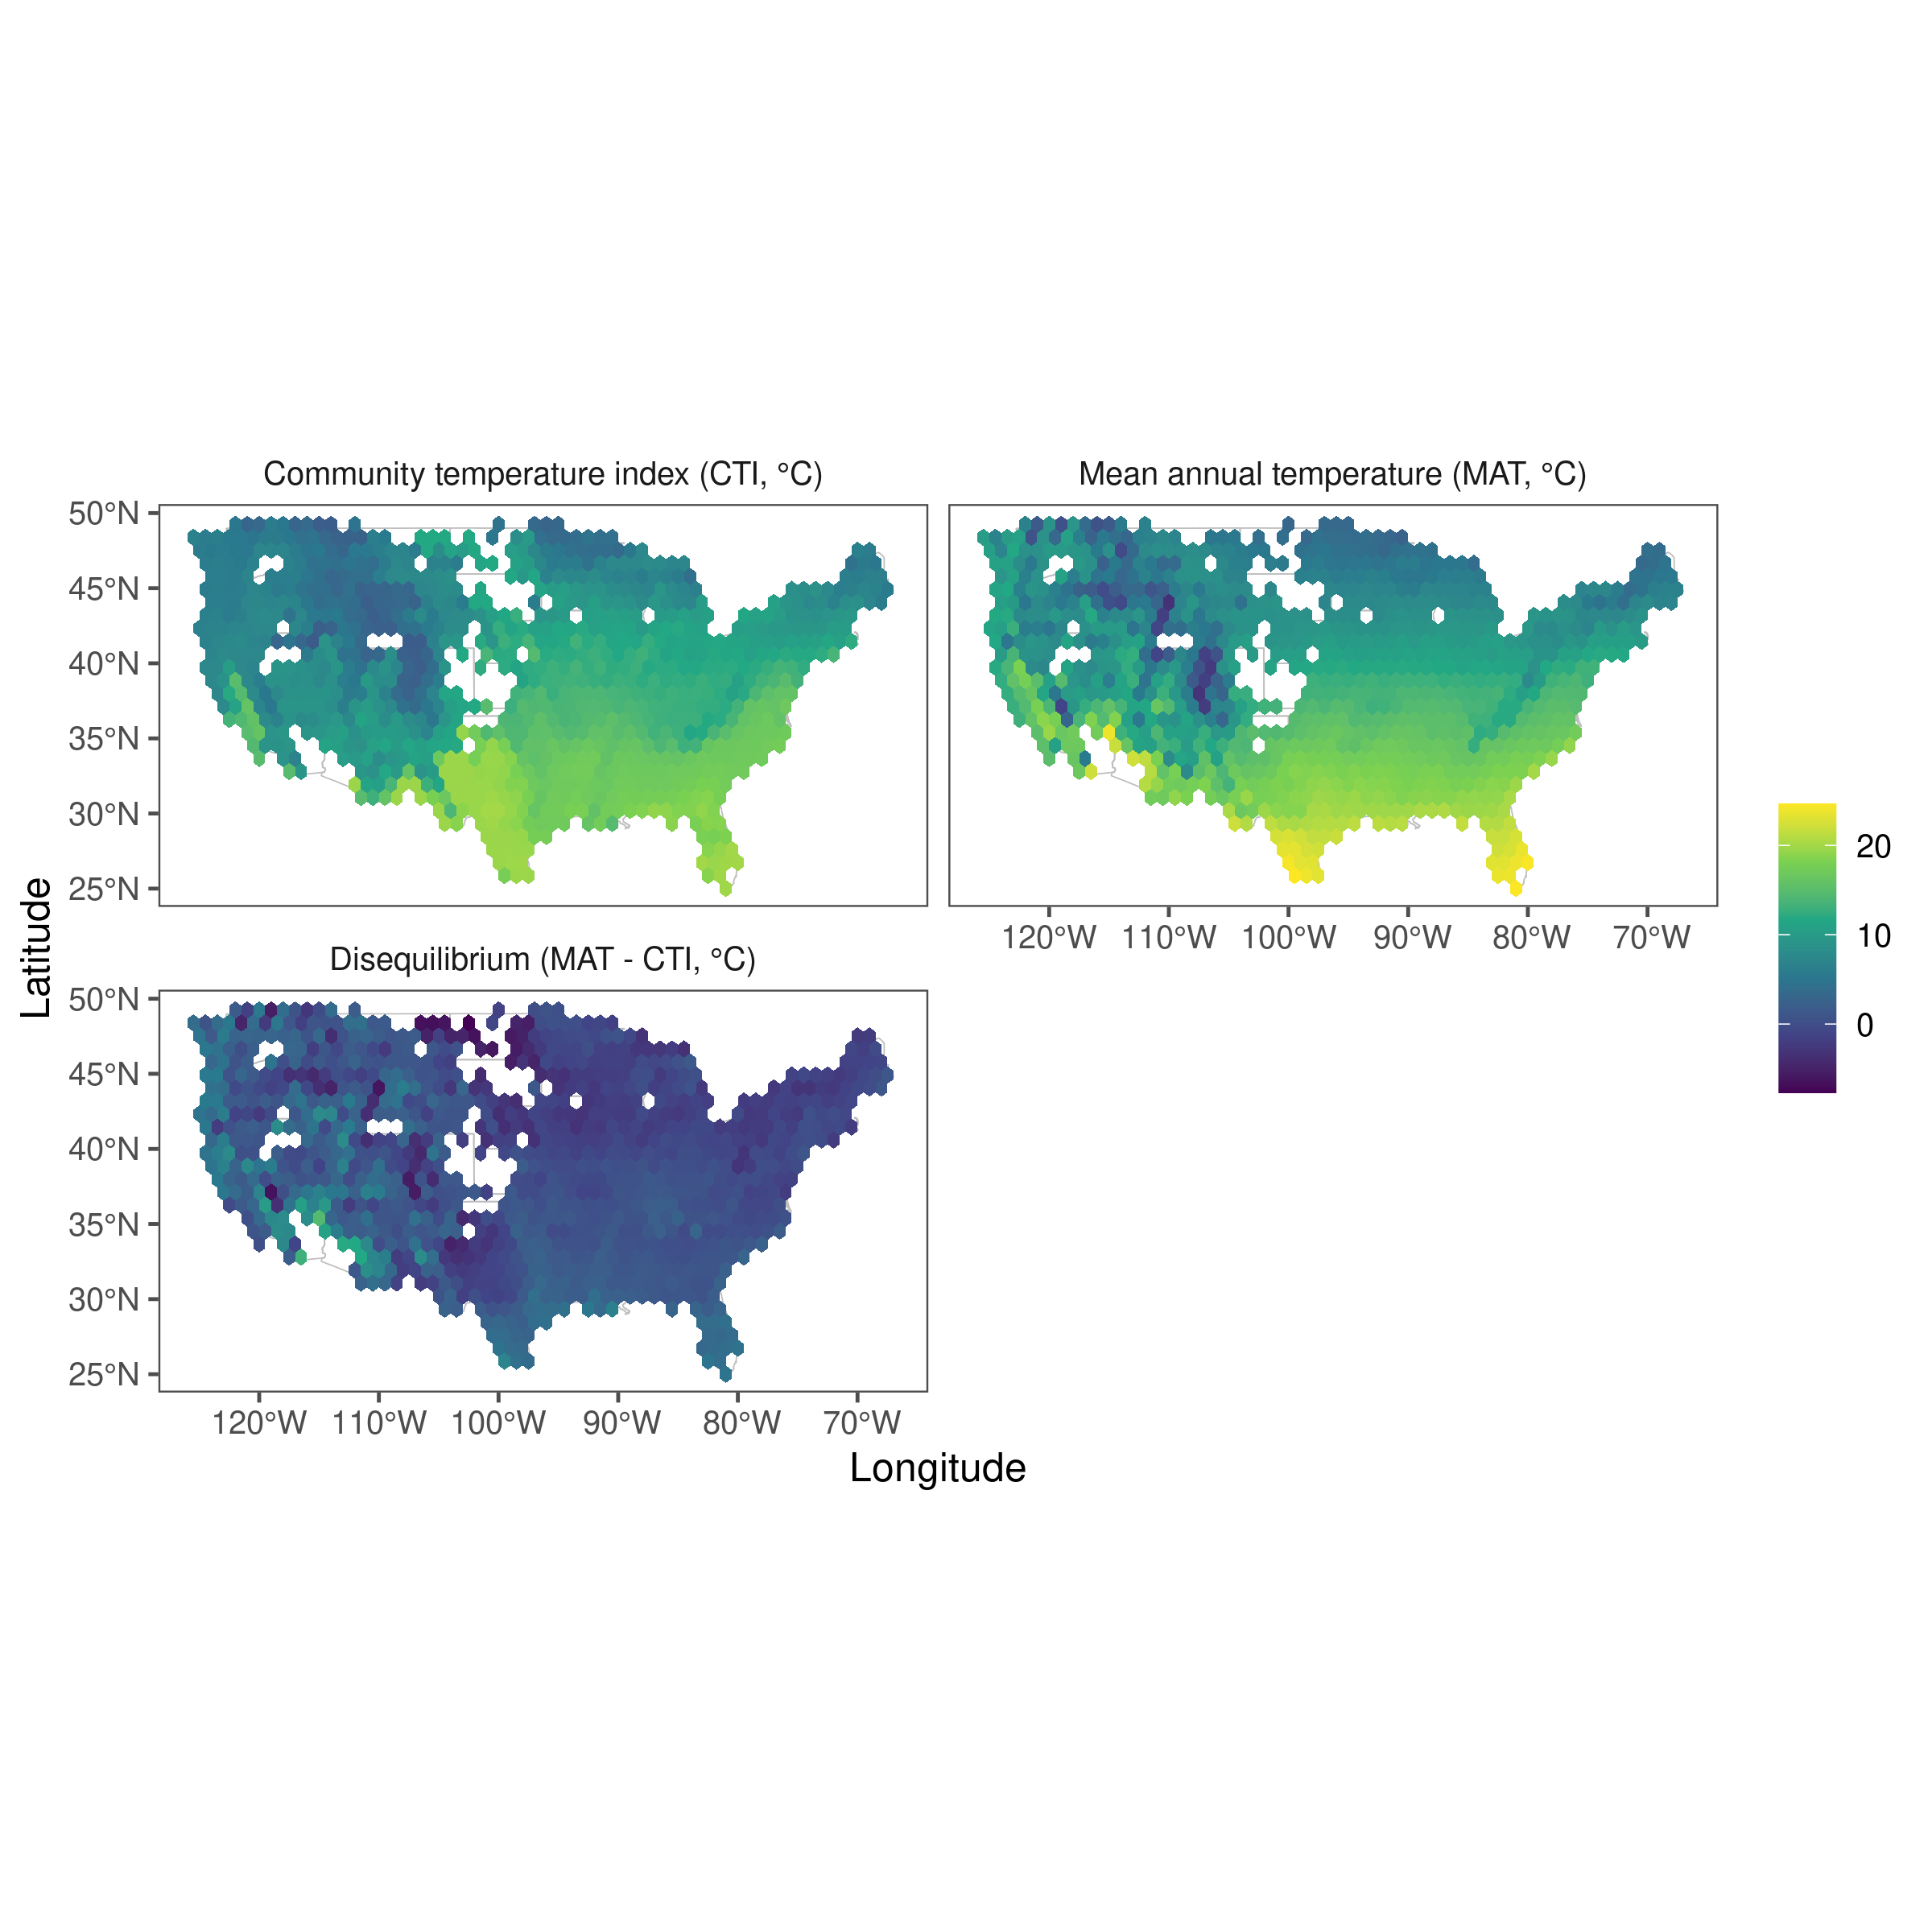 Community temperature index (CTI, °C)
Mean annual temperature (MAT, °C)
50°N
45°N
40°N
35°N
30°N
25°N
120°W 110°W 100°W 90°W 80°W 70°W
Disequilibrium (MAT - CTI, °C)
50°N
45°N
40°N
35°N
30°N
25°N
120°W 110°W 100°W 90°W 80°W 70°W
Longitude
Latitude
20
10
0